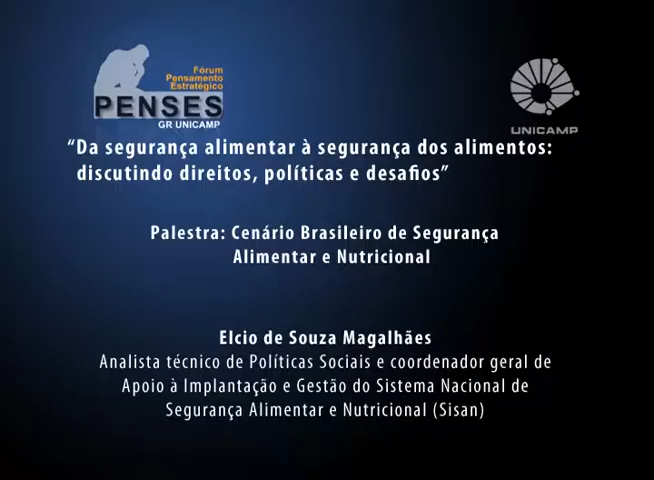 Fórum
Pensamento
Estratégico
PENSES
GR UNICAMP
UNICAMP
“Da segurança alimentar à segurança dos alimentos:
discutindo direitos, políticas e desafios”
Palestra: Cenário Brasileiro de Segurança
Alimentar e Nutricional
Elcio de Souza Magalhães
Analista técnico de Políticas Sociais e coordenador geral de
Apoio à Implantação e Gestão do Sistema Nacional de
Segurança Alimentar e Nutricional (Sisan)